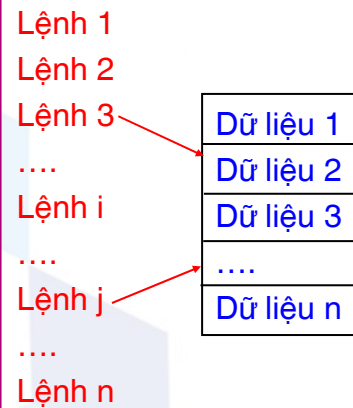 Lệnh 1
Lệnh 2
Lệnh 3
....
Lệnh i
....
Lệnh j
....
Lệnh n
Dữ liệu 1
Dữ liệu 2
Dữ liệu 3
....
Dữ liệu n